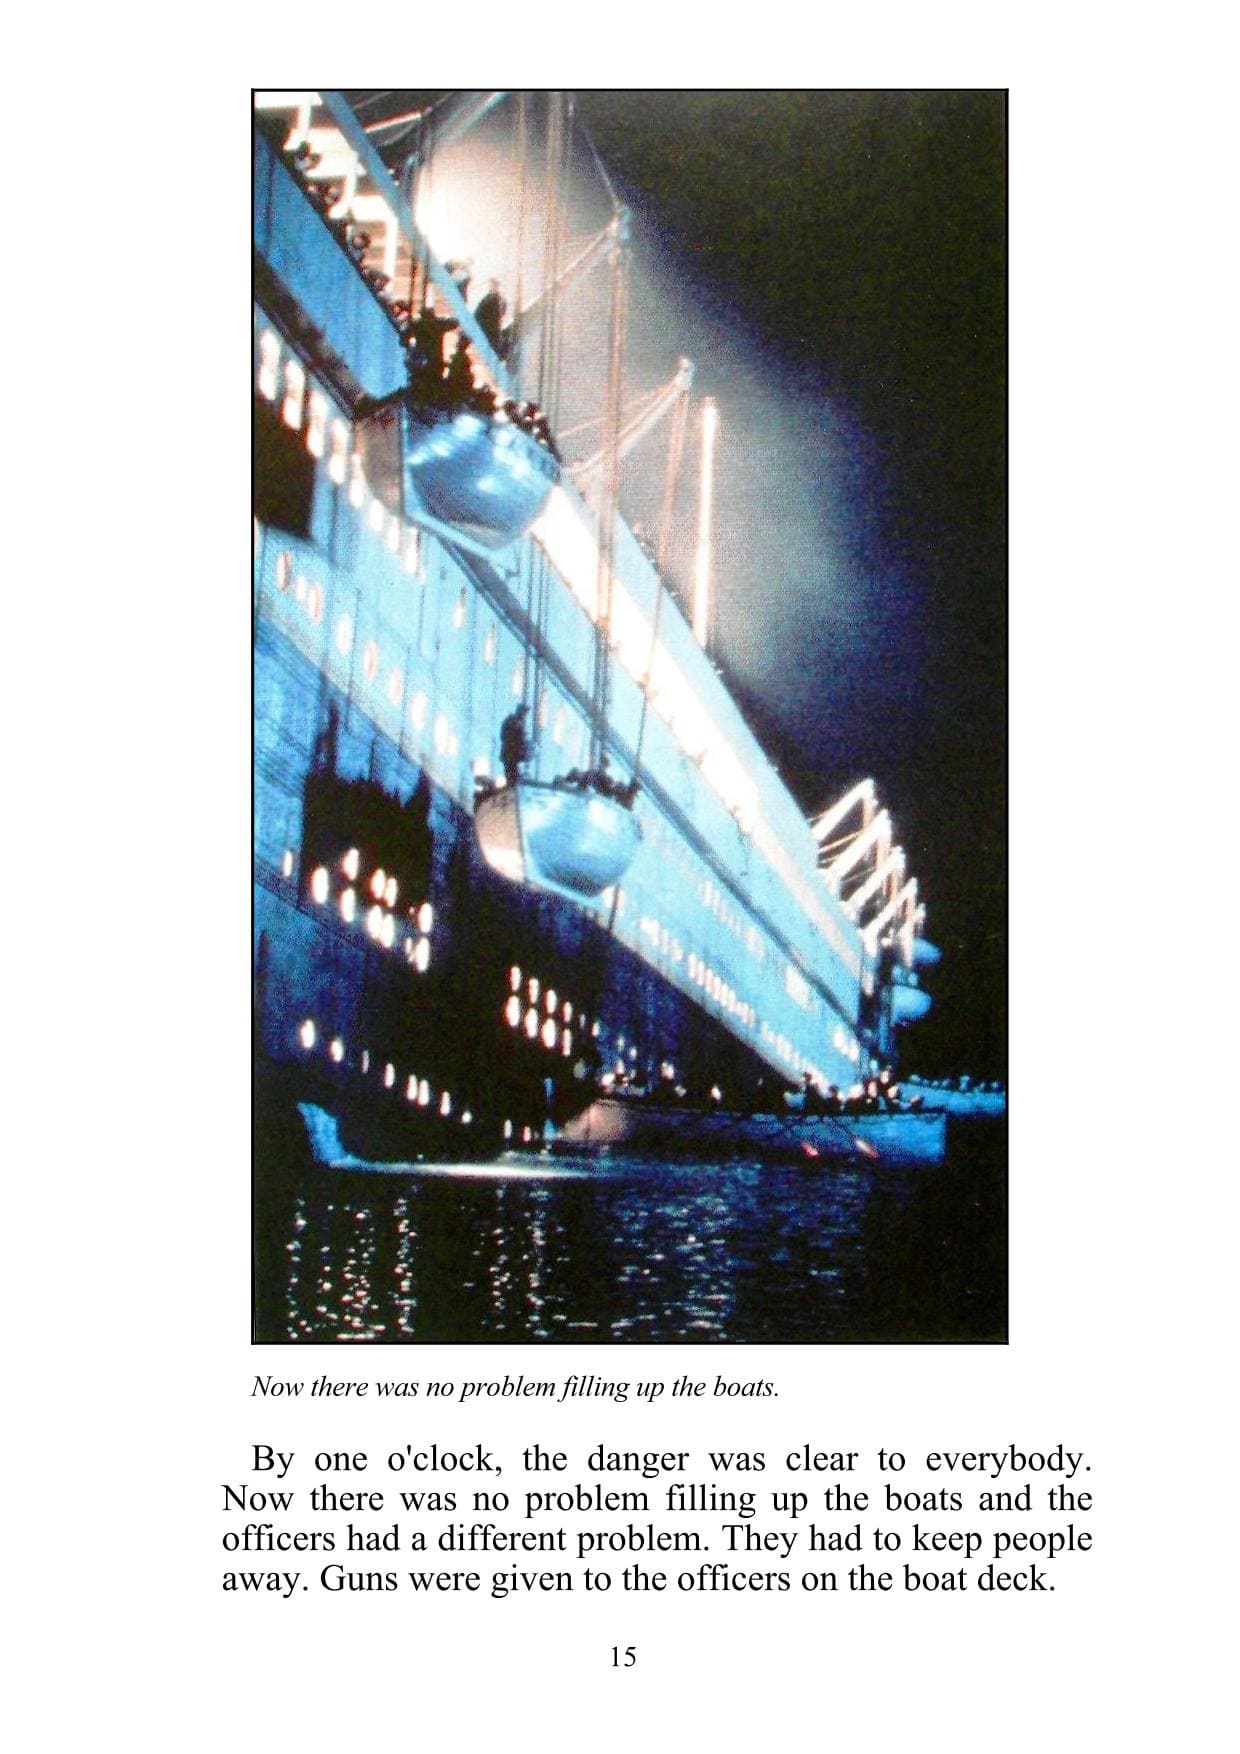 Now there was no problem filling up the boats.
By one o'clock, the danger was clear to everybody.
Now there was no problem filling up the boats and the
officers had a different problem. They had to keep people
away. Guns were given to the officers on the boat deck.
15